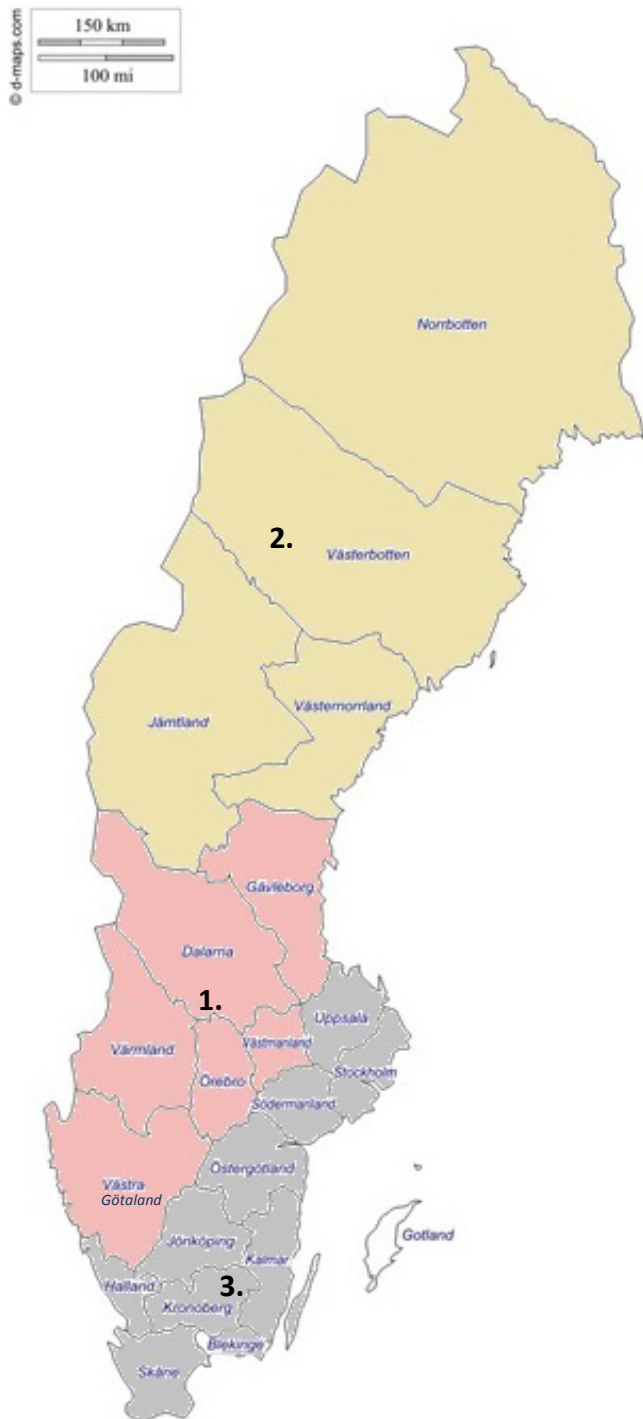 150 km
100 mi
© d-maps.com
Norrbotten
2.
Västerbotten
Västernorrland
Jämtland
Gävleborg
Dalarna
1.
Uppsala
Västmanland
Värmland
Stockholm
Örebro
Södermanland
Östergötland
Västra
Götaland
Gotland
Jönköping
Kalmar
Halland
3.
Kronoberg
Blekinge
Skåne